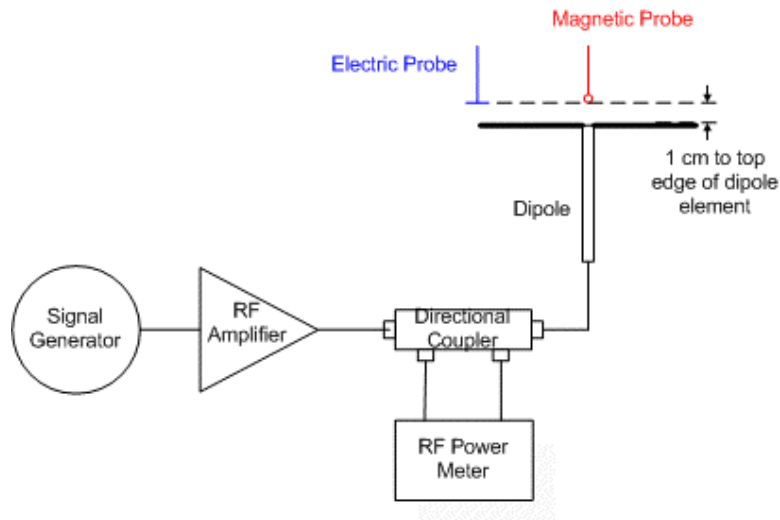 Magnetic Probe
Electric Probe
1 cm to top
edge of dipole
element
Dipole
Signal
Generator
RF
Amplifier
Directional
Coupler
RF Power
Meter